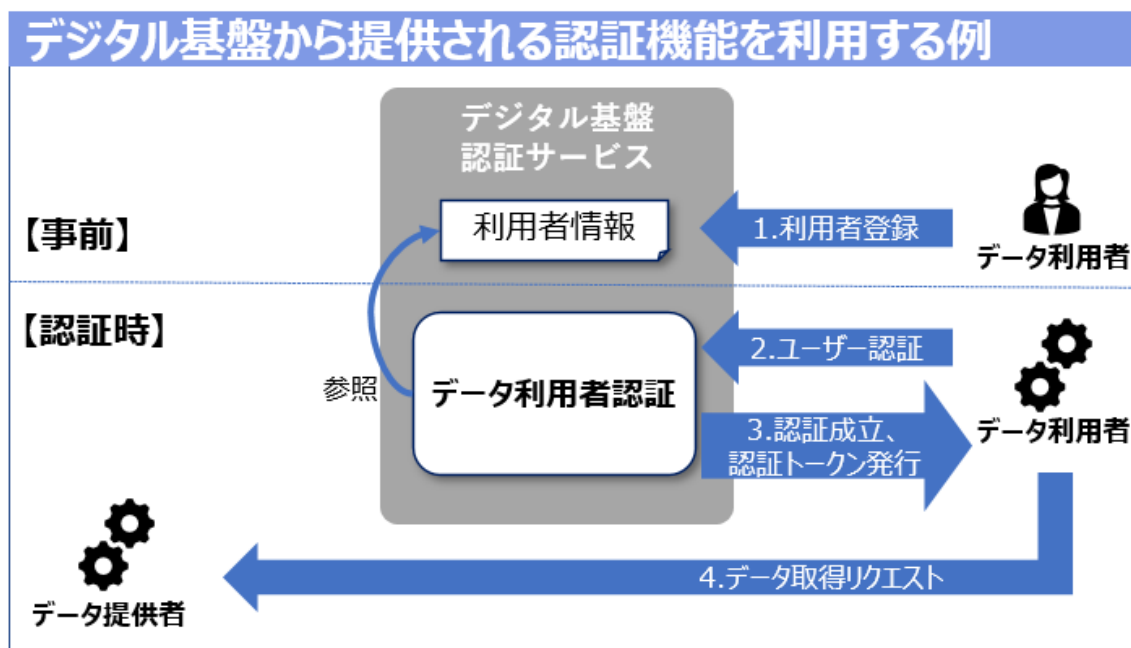 デジタル基盤から提供される認証機能を利用する例
デジタル基盤
認証サービス
【事前】
利用者情報
1.利用者登録
データ利用者
【認証時】
参照
データ利用者認証
2.ユーザー認証
3.認証成立、
認証トークン発行
データ利用者
4.データ取得リクエスト
データ提供者